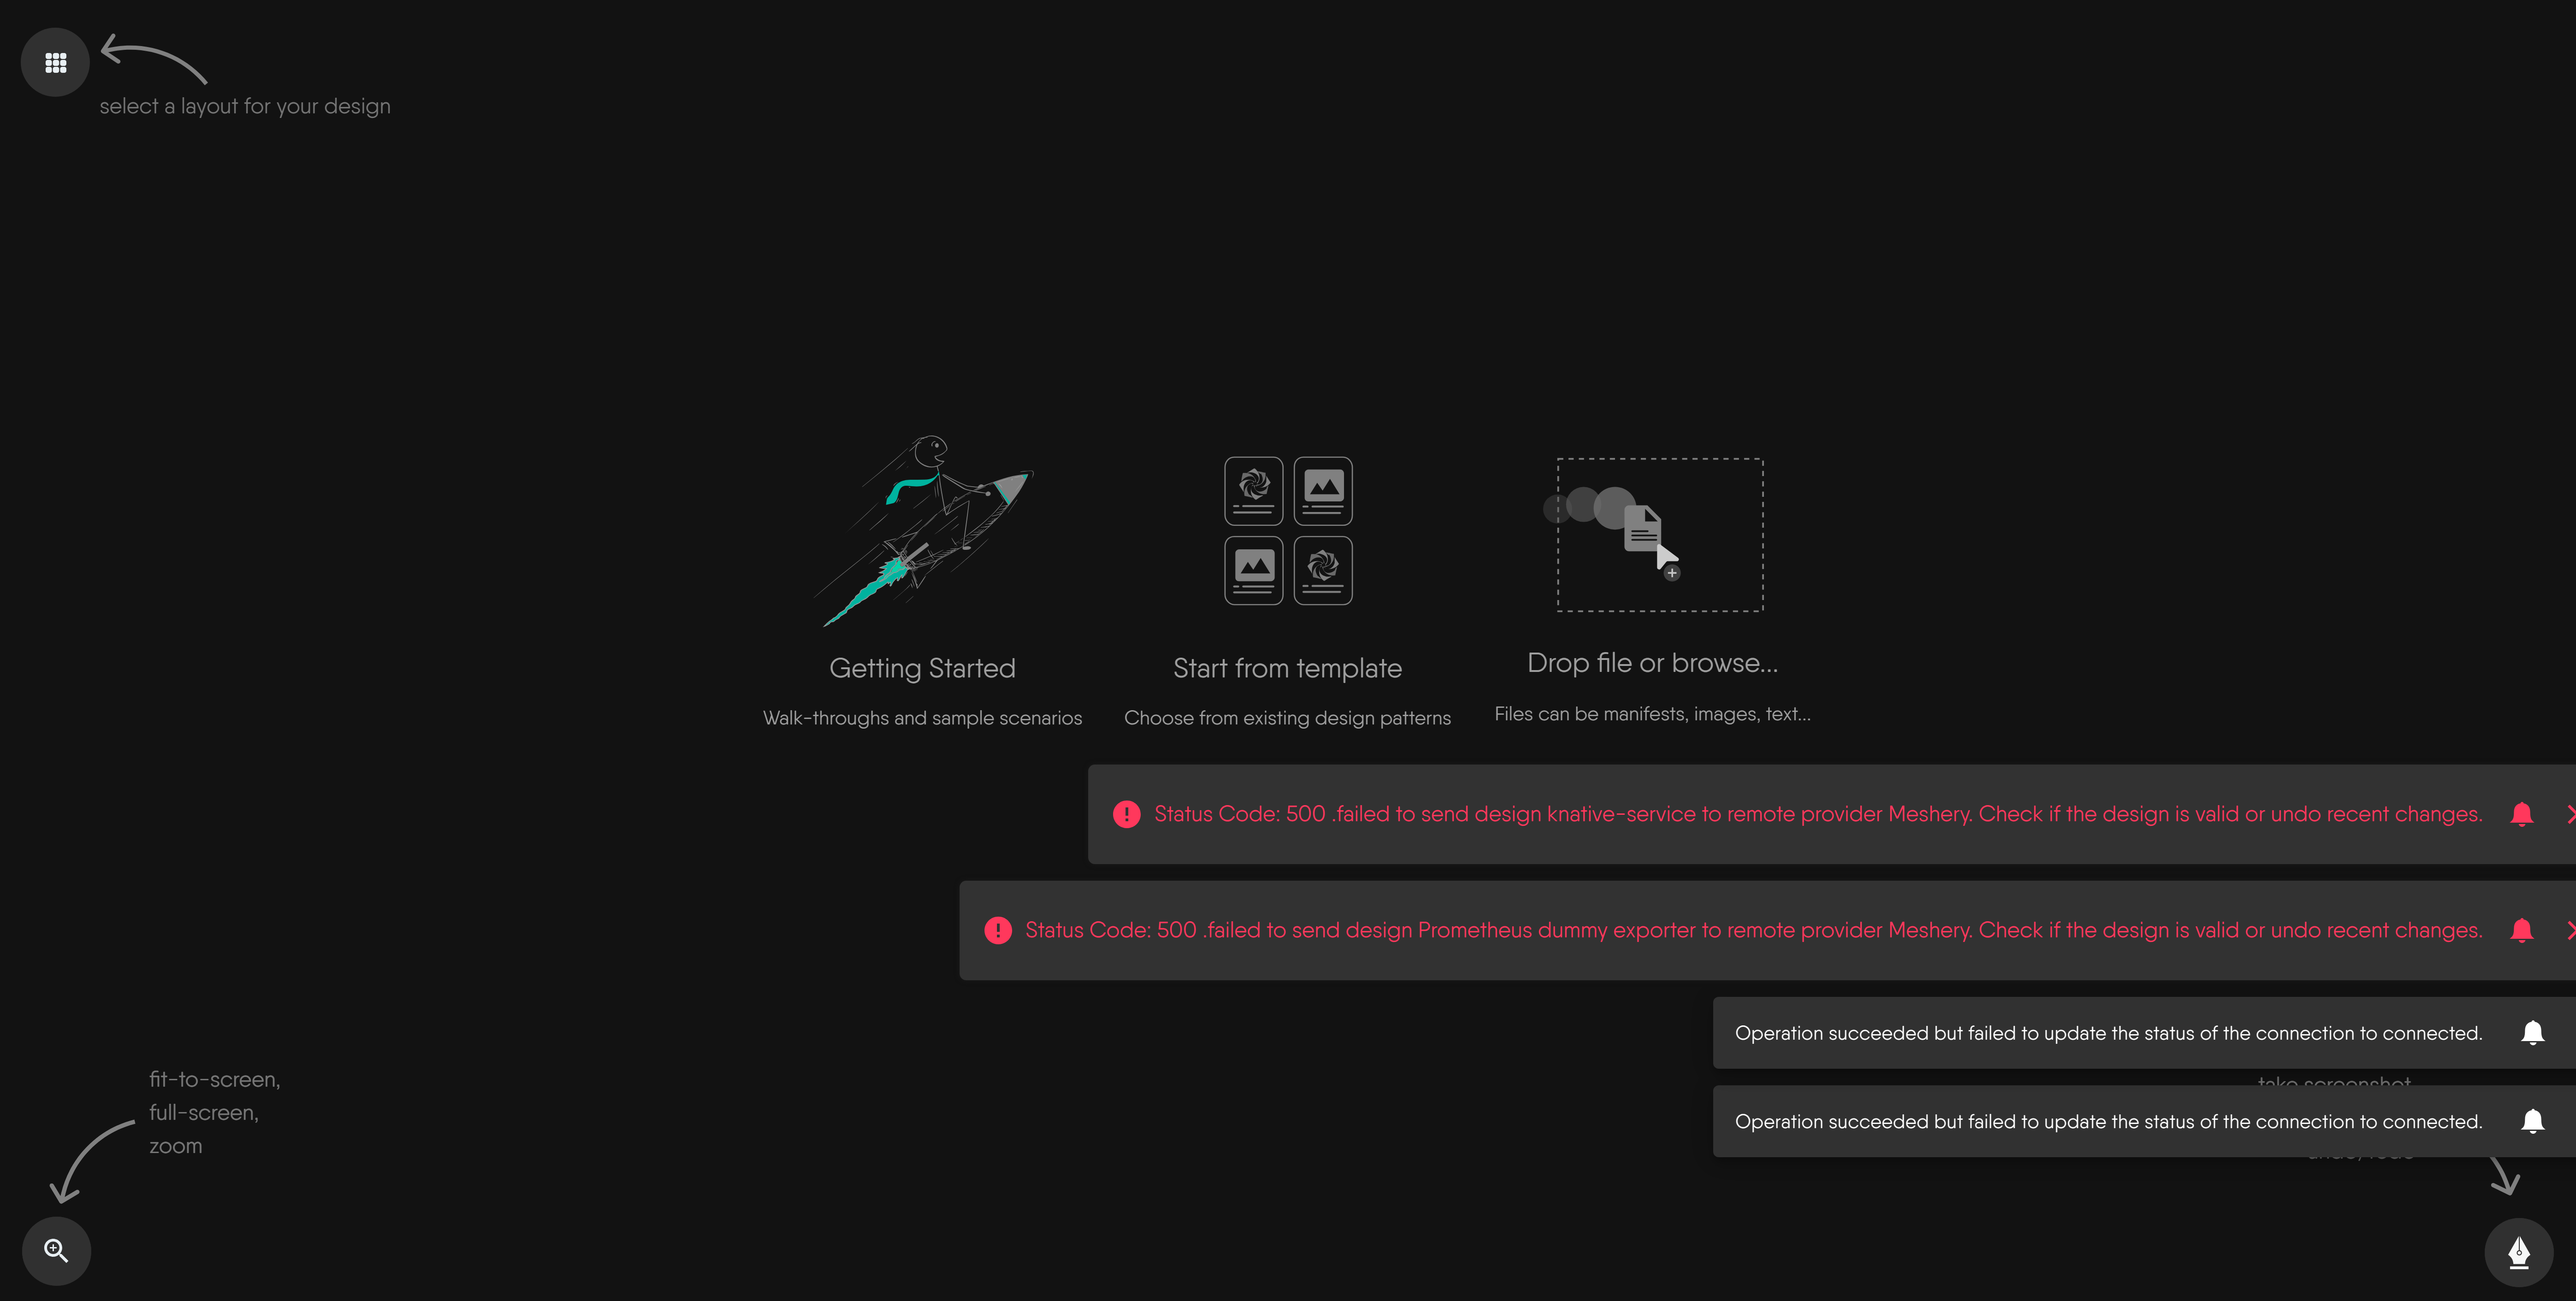 select a layout for your design
Getting Started
Start from template
Drop file or browse...
Walk-throughs and sample scenarios
Choose from existing design patterns
Files can be manifests, images, text...
Status Code: 500 .failed to send design knative-service to remote provider Meshery. Check if the design is valid or undo recent changes.
Status Code: 500 .failed to send design Prometheus dummy exporter to remote provider Meshery. Check if the design is valid or undo recent changes.
Operation succeeded but failed to update the status of the connection to connected.
take screenshot
Operation succeeded but failed to update the status of the connection to connected.
fit-to-screen,
full-screen,
zoom